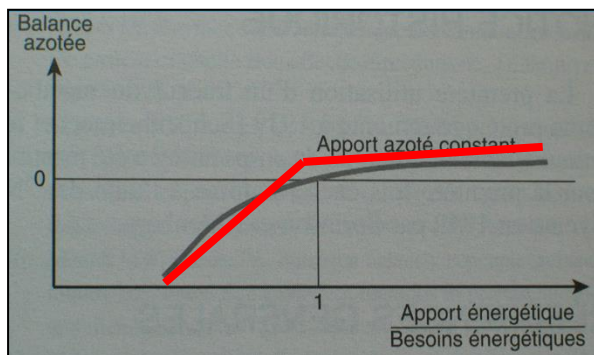 Balance
azotée
Apport azoté constant
0
1
Apport énergétique
Besoins énergétiques